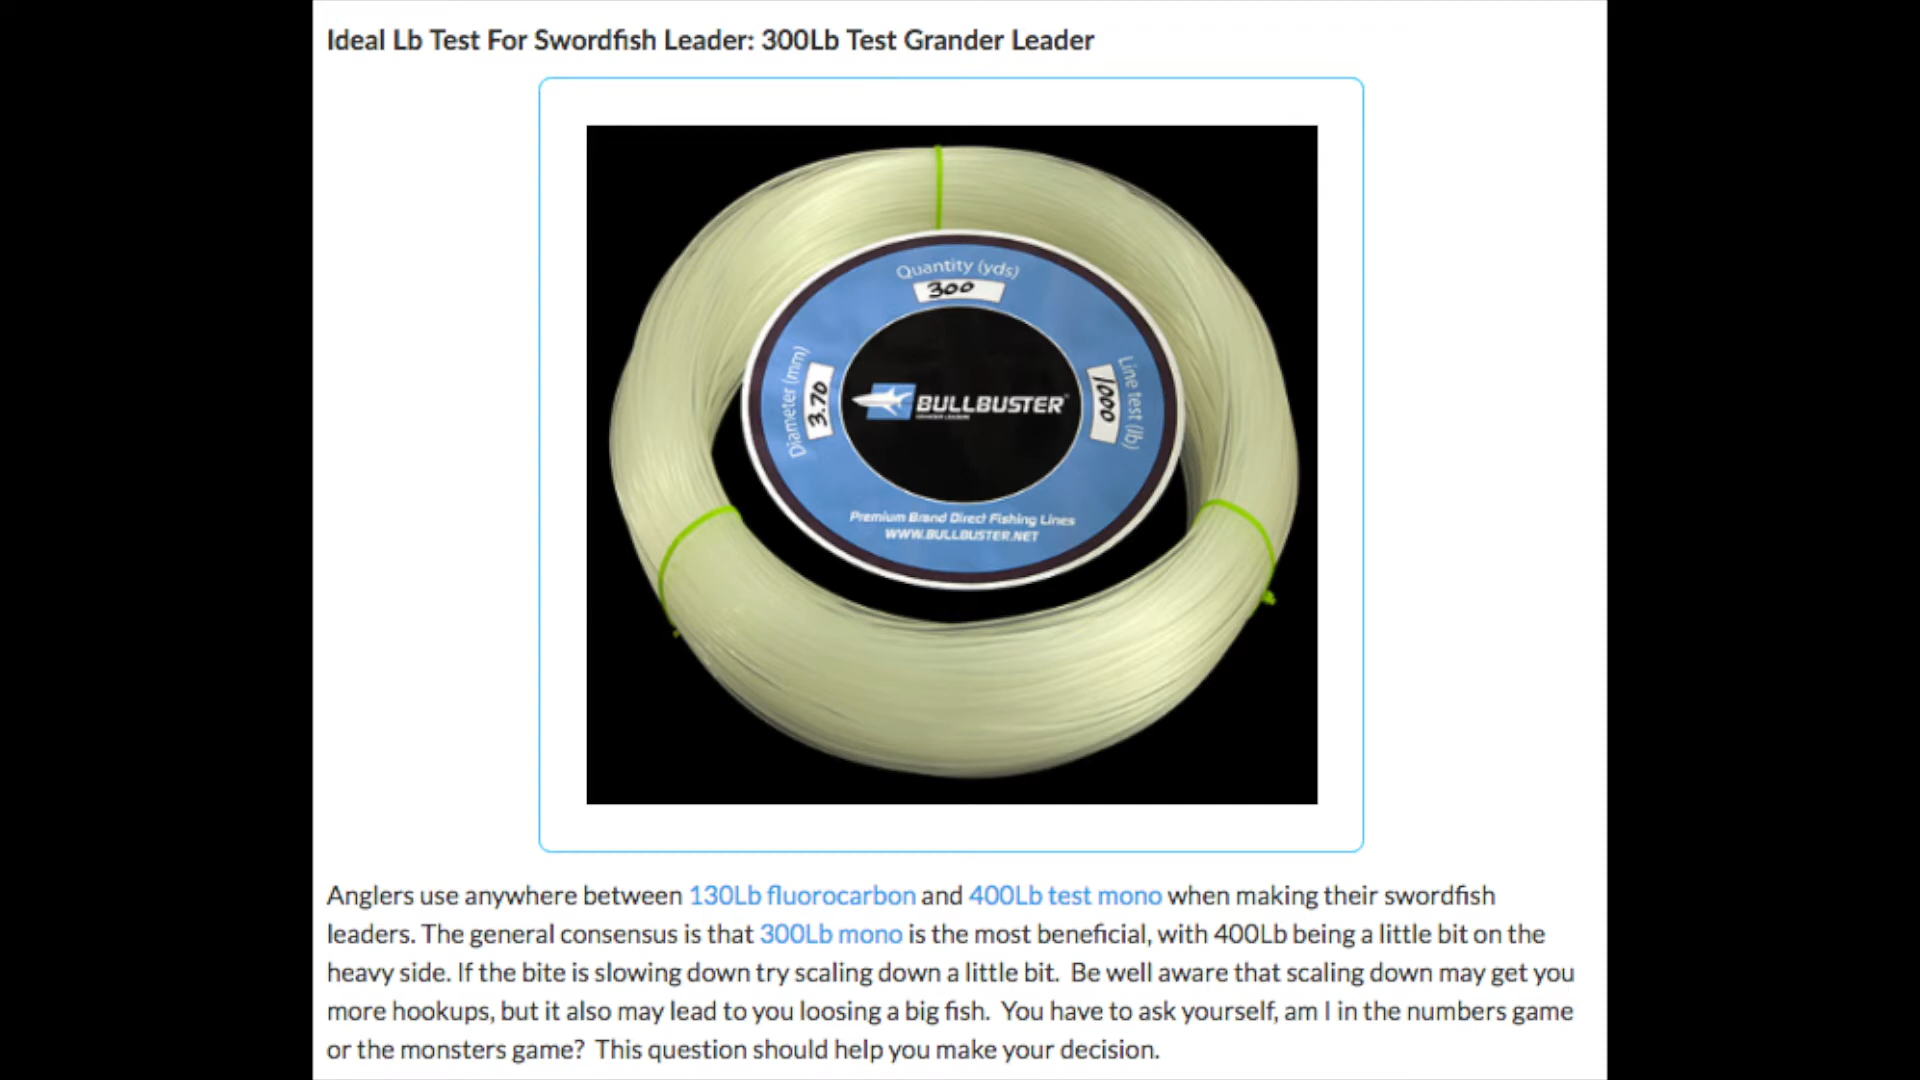 Ideal Lb Test For Swordfish Leader: 300Lb Test Grander Leader
Quantity (yds)
300
Diameter (mm)
3.70
Line test (lb)
1000
BULLBUSTER
GRANDER LEADERS
Premium Brand Direct Fishing Lines
WWW.BULLBUSTER.NET
Anglers use anywhere between 130Lb fluorocarbon and 400Lb test mono when making their swordfish
leaders. The general consensus is that 300Lb mono is the most beneficial, with 400Lb being a little bit on the
heavy side. If the bite is slowing down try scaling down a little bit.  Be well aware that scaling down may get you
more hookups, but it also may lead to you loosing a big fish.  You have to ask yourself, am I in the numbers game
or the monsters game?  This question should help you make your decision.